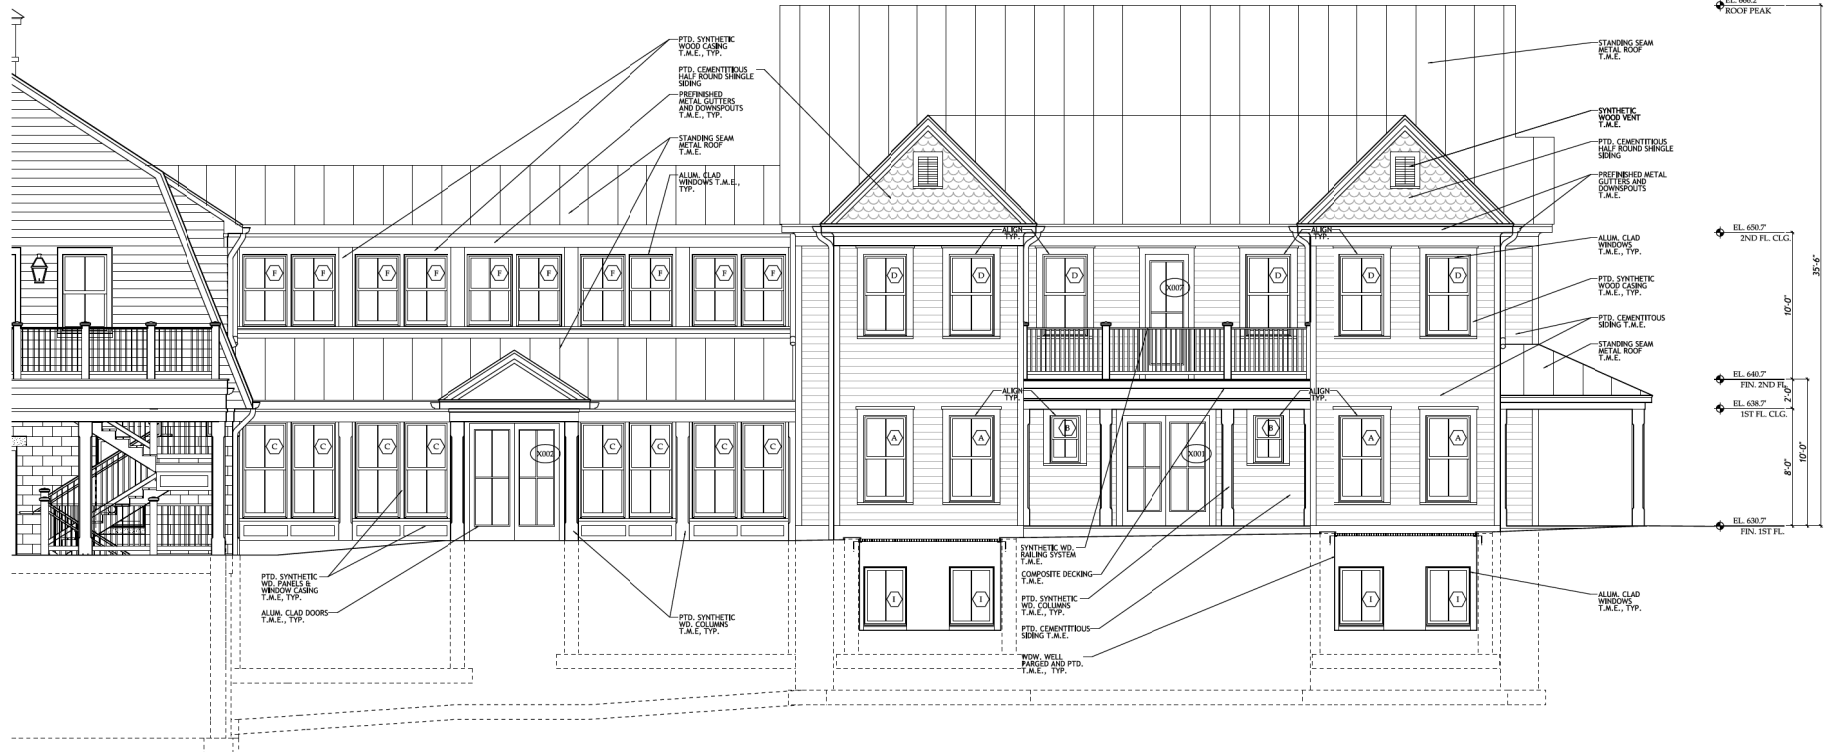 EL. 666.2'
ROOF PEAK
PTD. SYNTHETIC
WOOD CASING
T.M.E., TYP.
PTD. CEMENTITIOUS
HALF ROUND SHINGLE
SIDING
PREFINISHED
METAL GUTTERS
AND DOWNSPOUTS
T.M.E., TYP.
STANDING SEAM
METAL ROOF
T.M.E.
ALUM. CLAD
WINDOWS T.M.E.,
TYP.
STANDING SEAM
METAL ROOF
T.M.E.
SYNTHETIC
WOOD VENT
T.M.E.
PTD. CEMENTITIOUS
HALF ROUND SHINGLE
SIDING
PREFINISHED METAL
GUTTERS AND
DOWNSPOUTS
T.M.E.
ALUM. CLAD
WINDOWS
T.M.E., TYP.
PTD. SYNTHETIC
WOOD CASING
T.M.E., TYP.
PTD. CEMENTITOUS
SIDING T.M.E.
STANDING SEAM
METAL ROOF
T.M.E.
EL. 650.7'
2ND FL. CLG.
35'-6"
10'-0"
EL. 640.7'
FIN. 2ND FL.
2'-0"
EL. 638.7'
1ST FL. CLG.
8'-0"
10'-0"
EL. 630.7'
FIN. 1ST FL.
ALIGN
TYP.
ALIGN
TYP.
F
F
F
F
F
F
F
F
F
F
D
D
D
X007
D
D
D
ALIGN
TYP.
ALIGN
TYP.
C
C
C
C
X002
C
C
C
C
A
A
B
X001
B
A
A
PTD. SYNTHETIC
WD. PANELS &
WINDOW CASING
T.M.E, TYP.
ALUM. CLAD DOORS
T.M.E., TYP.
PTD. SYNTHETIC
WD. COLUMNS
T.M.E, TYP.
I
I
SYNTHETIC WD.
RAILING SYSTEM
T.M.E.
COMPOSITE DECKING
T.M.E.
PTD. SYNTHETIC
WD. COLUMNS
T.M.E., TYP.
PTD. CEMENTITIOUS
SIDING T.M.E.
WDW. WELL
PARGED AND PTD.
T.M.E., TYP.
I
I
ALUM. CLAD
WINDOWS
T.M.E., TYP.